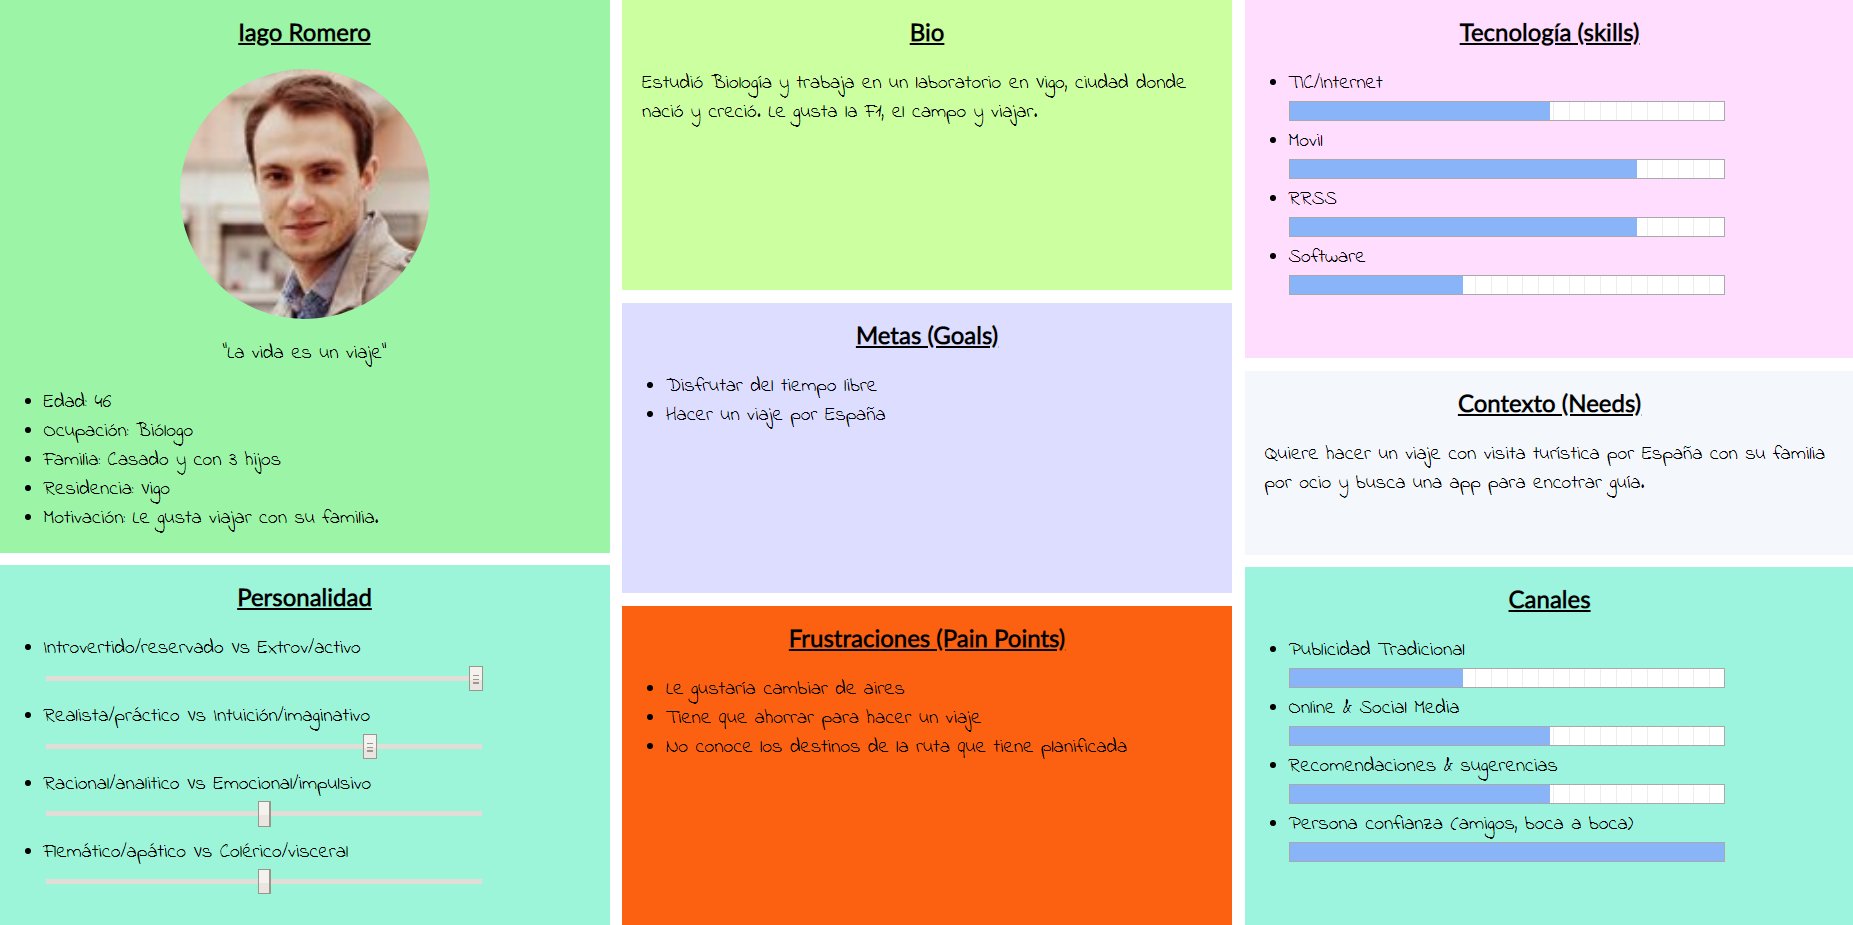 Iago Romero
"La vida es un viaje"
Edad: 46
Ocupación: Biólogo
Familia: Casado y con 3 hijos
Residencia: Vigo
Motivación: Le gusta viajar con su familia.
Personalidad
Introvertido/reservado Vs Extrov/activo
Realista/práctico Vs Intuición/imaginativo
Racional/analitico Vs Emocional/impulsivo
Flemático/apático Vs Colérico/visceral
Bio
Estudió Biología y trabaja en un laboratorio en Vigo, ciudad donde
nació y creció. Le gusta la F1, el campo y viajar.
Metas (Goals)
Disfrutar del tiempo libre
Hacer un viaje por España
Frustraciones (Pain Points)
Le gustaría cambiar de aires
Tiene que ahorrar para hacer un viaje
No conoce los destinos de la ruta que tiene planificada
Tecnología (skills)
TIC/Internet
Movil
RRSS
Software
Contexto (Needs)
Quiere hacer un viaje con visita turística por España con su familia
por ocio y busca una app para encotrar guía.
Canales
Publicidad Tradicional
Online & Social Media
Recomendaciones & sugerencias
Persona confianza (amigos, boca a boca)